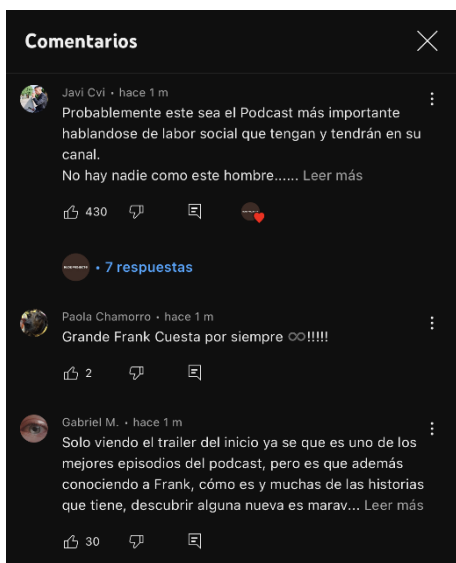 Comentarios
Javi Cvi • hace 1 m
Probablemente este sea el Podcast más importante
hablandose de labor social que tengan y tendrán en su
canal.
No hay nadie como este hombre...... Leer más
430
• 7 respuestas
Paola Chamorro • hace 1 m
Grande Frank Cuesta por siempre ♾!!!!!
2
Gabriel M. • hace 1 m
Solo viendo el trailer del inicio ya se que es uno de los
mejores episodios del podcast, pero es que además
conociendo a Frank, cómo es y muchas de las historias
que tiene, descubrir alguna nueva es marav... Leer más
30